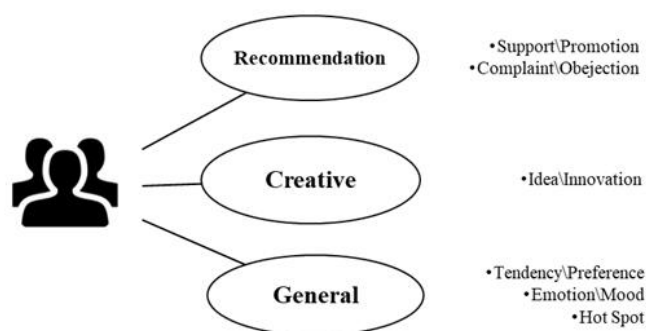 Recommendation
•Support\Promotion
•Complaint\Obejection
Creative
•Idea\Innovation
General
•Tendency\Preference
•Emotion\Mood
•Hot Spot